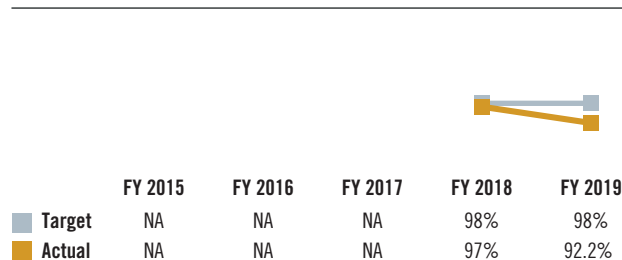 FY 2015 FY 2016 FY 2017 FY 2018 FY 2019
Target NA NA NA 98% 98%
Actual NA NA NA 97% 92.2%